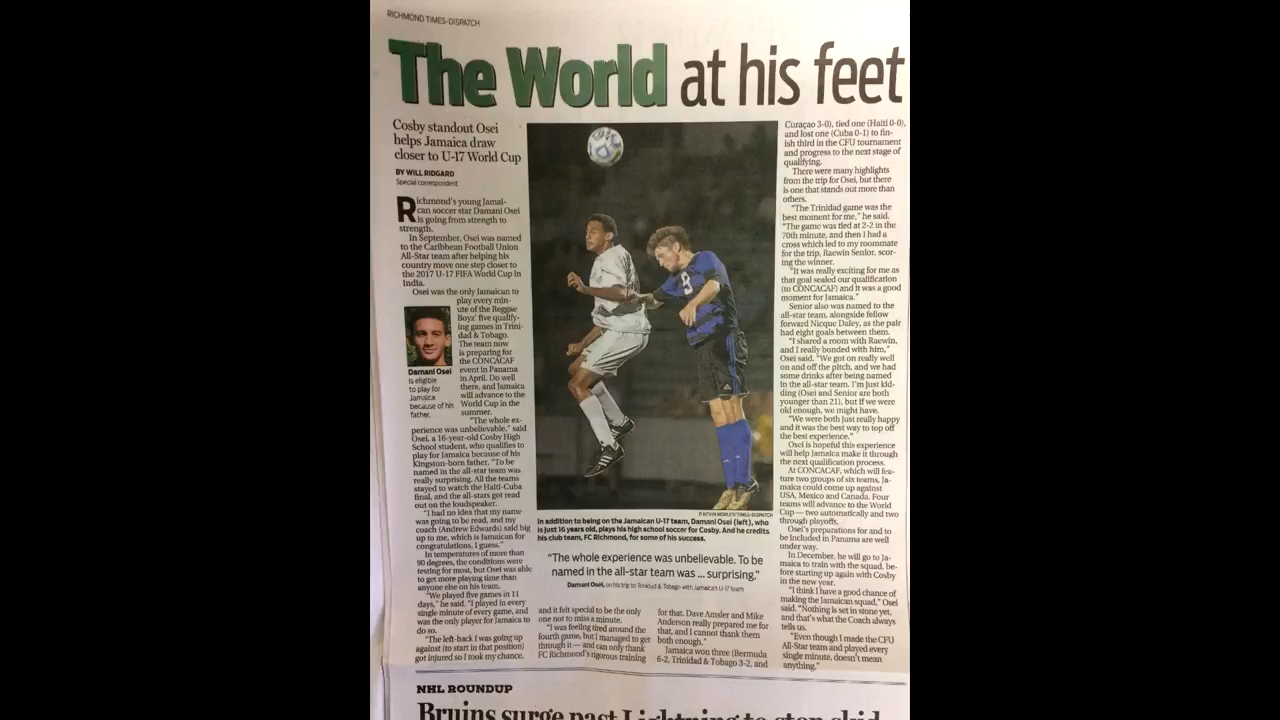 RICHMOND TIMES-DISPATCH
The World at his feet
Cosby standout Osei
helps Jamaica draw
closer to U-17 World Cup
BY WILL RIDGARD
Special correspondent
Richmond's young Jamai-
can soccer star Damani Osei
is going from strength to
strength.
In September, Osei was named
to the Caribbean Football Union
All-Star team after helping his
country move one step closer to
the 2017 U-17 FIFA World Cup in
India.
Osei was the only Jamaican to
play every min-
ute of the Reggae
Boyz' five qualify-
ing games in Trini-
dad & Tobago.
The team now
is preparing for
the CONCACAF
event in Panama
in April. Do well
there, and Jamaica
will advance to the
World Cup in the
summer.
Damani Osei
is eligible
to play for
Jamaica
because of his
father.
"The whole ex-
perience was unbelievable," said
Osei, a 16-year-old Cosby High
School student, who qualifies to
play for Jamaica because of his
Kingston-born father. "To be
named in the all-star team was
really surprising. All the teams
stayed to watch the Haiti-Cuba
final, and the all-stars got read
out on the loudspeaker.
"I had no idea that my name
was going to be read, and my
coach (Andrew Edwards) said big
up to me, which is Jamaican for
congratulations, I guess."
In temperatures of more than
90 degrees, the conditions were
testing for most, but Osei was able
to get more playing time than
anyone else on his team.
"We played five games in 11
days," he said. "I played in every
single minute of every game, and
was the only player for Jamaica to
do so.
"The left-back I was going up
against (to start in that position)
got injured so I took my chance,
9
P. KEVIN MORLEY/TIMES-DISPATCH
In addition to being on the Jamaican U-17 team, Damani Osei (left), who
is just 16 years old, plays his high school soccer for Cosby. And he credits
his club team, FC Richmond, for some of his success.
"The whole experience was unbelievable. To be
named in the all-star team was ... surprising."
Damani Osei, on his trip to Trinidad & Tobago with Jamaica's U-17 team
and it felt special to be the only
one not to miss a minute.
"I was feeling tired around the
fourth game, but I managed to get
through it — and can only thank
FC Richmond's rigorous training
for that. Dave Amsler and Mike
Anderson really prepared me for
that, and I cannot thank them
both enough."
Jamaica won three (Bermuda
6-2, Trinidad & Tobago 3-2, and
Curaçao 3-0), tied one (Haiti 0-0),
and lost one (Cuba 0-1) to fin-
ish third in the CFU tournament
and progress to the next stage of
qualifying.
There were many highlights
from the trip for Osei, but there
is one that stands out more than
others.
"The Trinidad game was the
best moment for me," he said.
"The game was tied at 2-2 in the
70th minute, and then I had a
cross which led to my roommate
for the trip, Raewin Senior, scor-
ing the winner.
"It was really exciting for me as
that goal sealed our qualification
(to CONCACAF) and it was a good
moment for Jamaica."
Senior also was named to the
all-star team, alongside fellow
forward Nicque Daley, as the pair
had eight goals between them.
"I shared a room with Raewin,
and I really bonded with him,"
Osei said. "We got on really well
on and off the pitch, and we had
some drinks after being named
in the all-star team. I'm just kid-
ding (Osei and Senior are both
younger than 21), but if we were
old enough, we might have.
"We were both just really happy
and it was the best way to top off
the best experience."
Osei is hopeful this experience
will help Jamaica make it through
the next qualification process.
At CONCACAF, which will fea-
ture two groups of six teams, Ja-
maica could come up against
USA, Mexico and Canada. Four
teams will advance to the World
Cup — two automatically and two
through playoffs.
Osei's preparations for and to
be included in Panama are well
under way.
In December, he will go to Ja-
maica to train with the squad, be-
fore starting up again with Cosby
in the new year.
"I think I have a good chance of
making the Jamaican squad," Osei
said. "Nothing is set in stone yet,
and that's what the Coach always
tells us.
"Even though I made the CFU
All-Star team and played every
single minute, doesn't mean
anything."
NHL ROUNDUP
Bruins surge past Lightning to stop skid